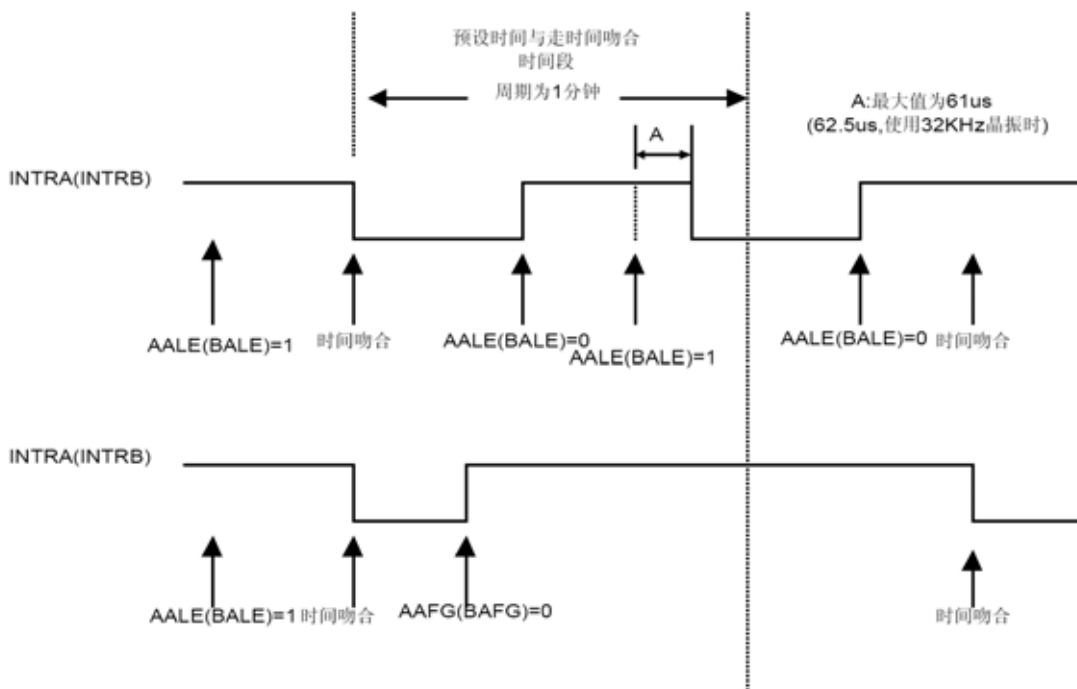 预设时间与走时间吻合
时间段
周期为1分钟
A:最大值为61us
(62.5us,使用32KHz晶振时)
A
INTRA(INTRB)
AALE(BALE)=1
时间吻合
AALE(BALE)=0
AALE(BALE)=1
AALE(BALE)=0
时间吻合
INTRA(INTRB)
AALE(BALE)=1
时间吻合
AAFG(BAFG)=0
时间吻合